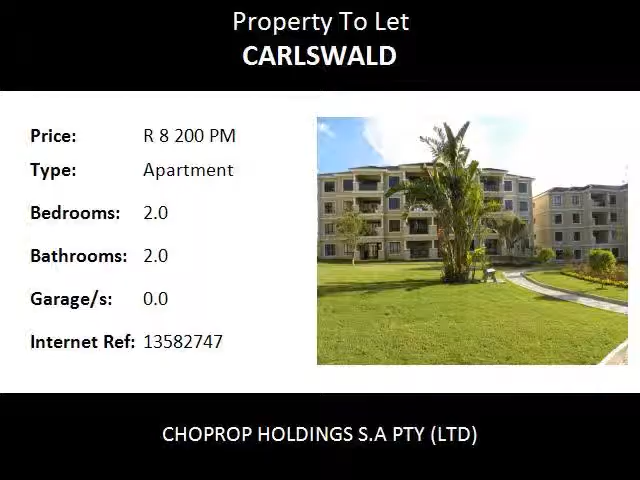 Property To Let
CARLSWALD
Price: R 8 200 PM
Type: Apartment
Bedrooms: 2.0
Bathrooms: 2.0
Garage/s: 0.0
Internet Ref: 13582747
CHOPROP HOLDINGS S.A PTY (LTD)